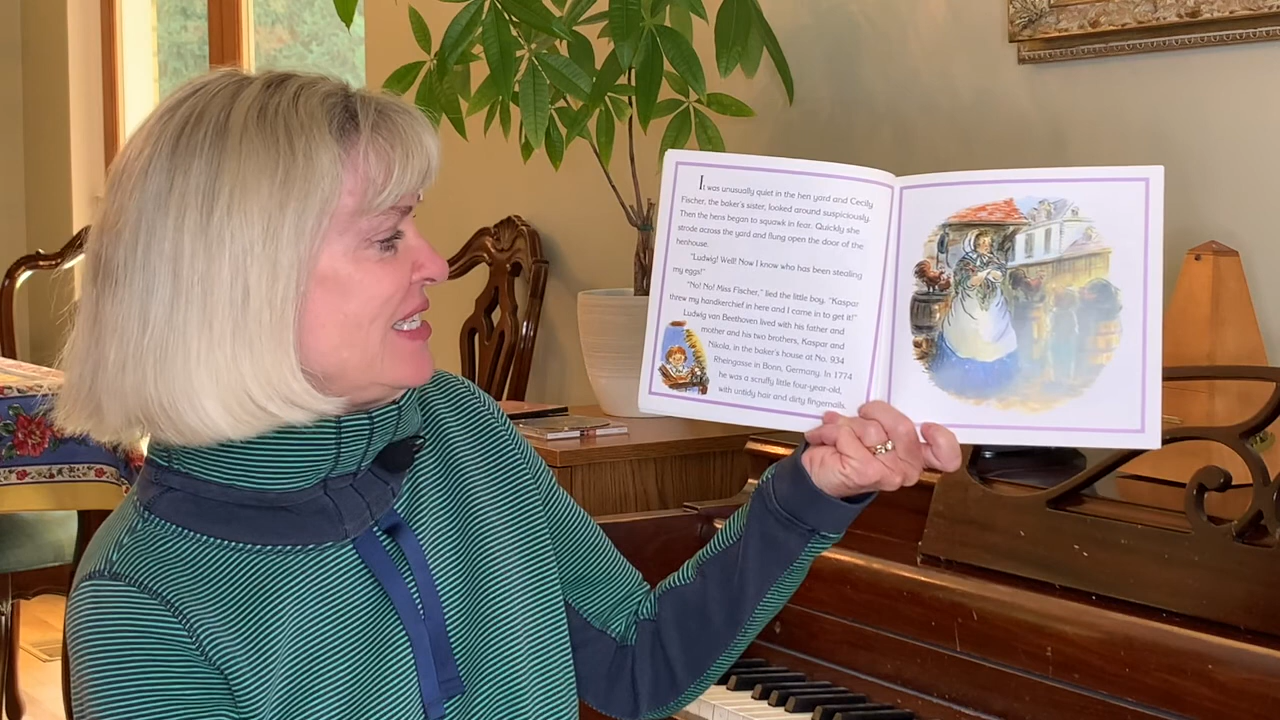 It was unusually quiet in the hen yard and Cecily
Fischer, the baker's sister, looked around suspiciously.
Then the hens began to squawk in fear. Quickly she
strode across the yard and flung open the door of the
henhouse.
"Ludwig! Well! Now I know who has been stealing
my eggs!"
"No! No! Miss Fischer," lied the little boy. "Kaspar
threw my handkerchief in here and I came in to get it!"
Ludwig van Beethoven lived with his father and
mother and his two brothers, Kaspar and
Nikola, in the baker's house at No. 934
Rheingasse in Bonn, Germany. In 1774
he was a scruffy little four-year-old,
with untidy hair and dirty fingernails.